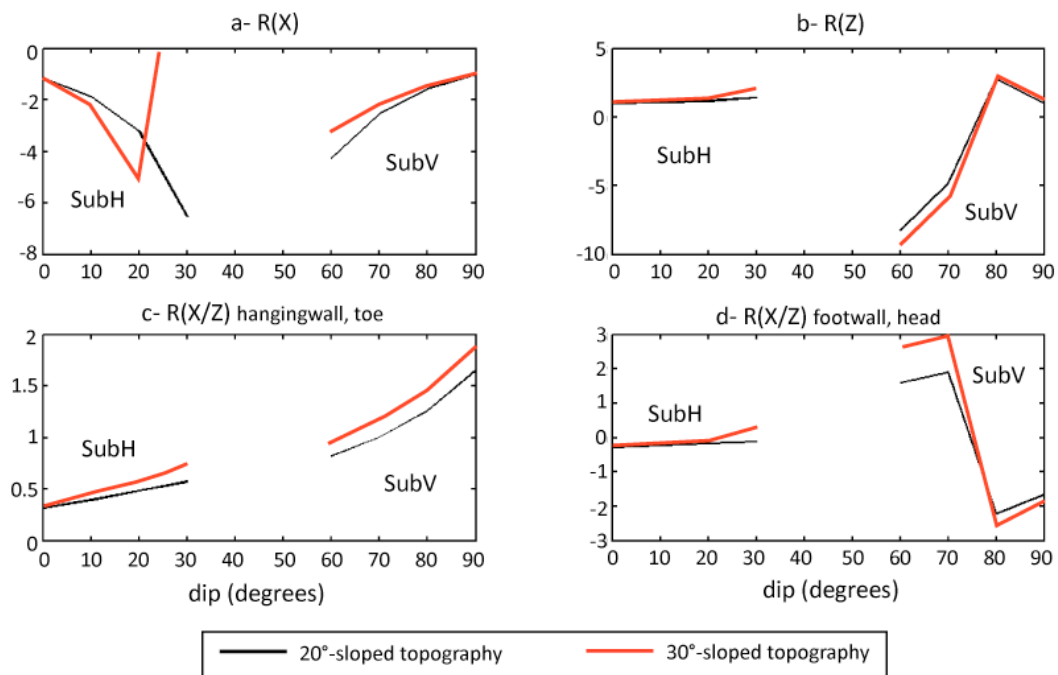 a- R(X)
0
-2
-4
-6
-8
SubH
SubV
0 10 20 30 40 50 60 70 80 90
b- R(Z)
5
0
-5
-10
SubH
SubV
0 10 20 30 40 50 60 70 80 90
c- R(X/Z) hangingwall, toe
2
1.5
1
0.5
0
SubH
SubV
0 10 20 30 40 50 60 70 80 90
dip (degrees)
d- R(X/Z) footwall, head
3
2
1
0
-1
-2
-3
SubH
SubV
0 10 20 30 40 50 60 70 80 90
dip (degrees)
20°-sloped topography 30°-sloped topography